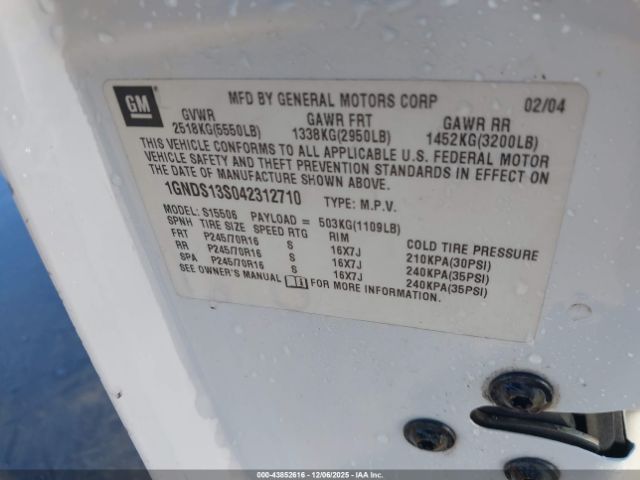 GM
MFD BY GENERAL MOTORS CORP 02/04
GVWR GAWR FRT GAWR RR
2518KG(5550LB) 1338KG(2950LB) 1452KG(3200LB)
THIS VEHICLE CONFORMS TO ALL APPLICABLE U.S. FEDERAL MOTOR
VEHICLE SAFETY AND THEFT PREVENTION STANDARDS IN EFFECT ON
THE DATE OF MANUFACTURE SHOWN ABOVE.
1GNDS13S042312710 TYPE: M.P.V.
MODEL: S15506 PAYLOAD = 503KG(1109LB)
SPNH TIRE SIZE SPEED RTG RIM COLD TIRE PRESSURE
FRT P245/70R16 S 16X7J 210KPA(30PSI)
RR P245/70R16 S 16X7J 240KPA(35PSI)
SPA P245/70R16 S 16X7J 240KPA(35PSI)
SEE OWNER'S MANUAL FOR MORE INFORMATION.
00-43852616 - 12/06/2025 - IAAI.COM